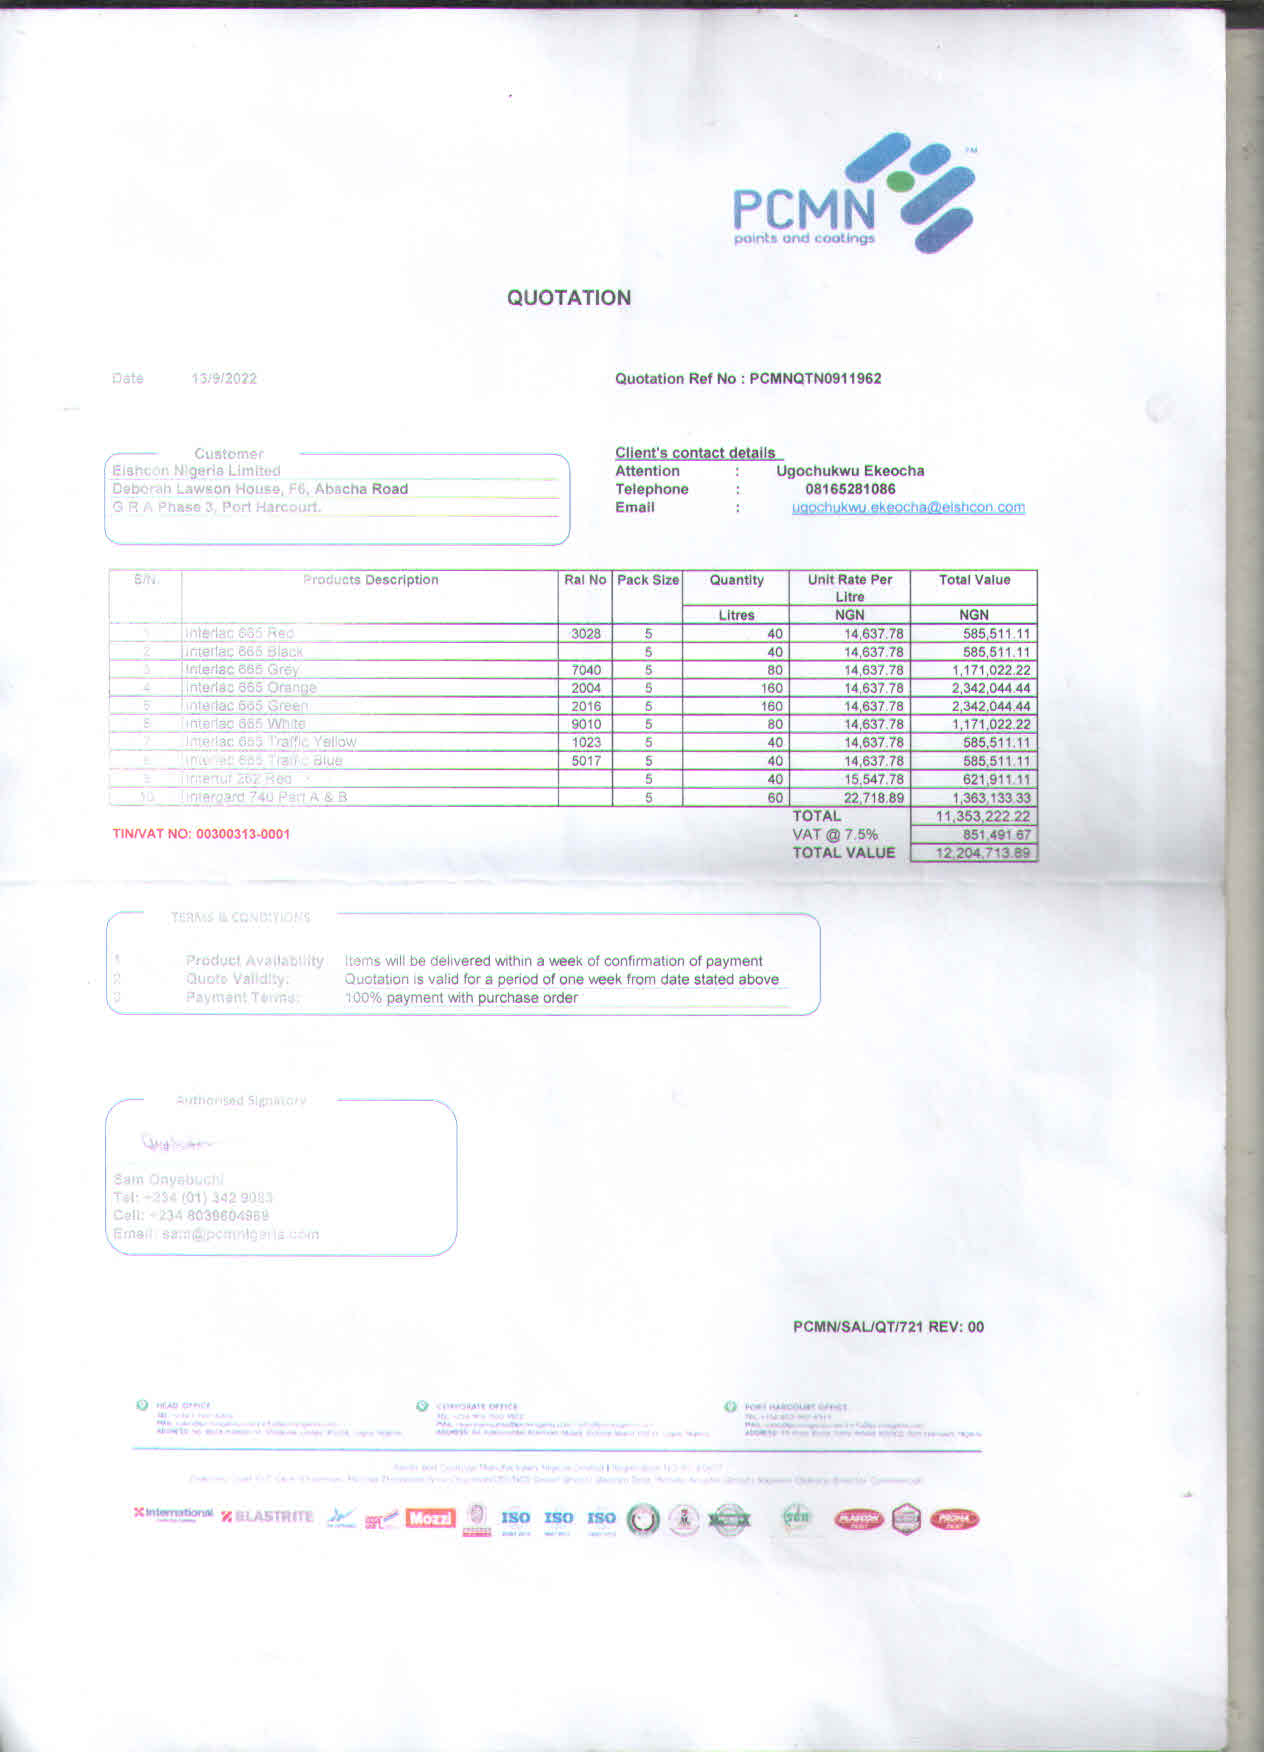 TM
PCMN
paints and coatings
QUOTATION
Date 13/9/2022
Quotation Ref No : PCMNQTN0911962
Customer
Elshcon Nigeria Limited
Deborah Lawson House, F6, Abacha Road
G R A Phase 3, Port Harcourt.
Client's contact details
Attention : Ugochukwu Ekeocha
Telephone : 08165281086
Email : ugochukwu.ekeocha@elshcon.com
S/N. Products Description Ral No Pack Size Quantity Unit Rate Per Litre Total Value
Litres NGN NGN
1 Interlac 665 Red 3028 5 40 14,637.78 585,511.11
2 Interlac 665 Black 5 40 14,637.78 585,511.11
3 Interlac 665 Grey 7040 5 80 14,637.78 1,171,022.22
4 Interlac 665 Orange 2004 5 160 14,637.78 2,342,044.44
5 Interlac 665 Green 2016 5 160 14,637.78 2,342,044.44
6 Interlac 665 White 9010 5 80 14,637.78 1,171,022.22
7 Interlac 665 Traffic Yellow 1023 5 40 14,637.78 585,511.11
8 Interlac 665 Traffic Blue 5017 5 40 14,637.78 585,511.11
9 Intertuf 262 Red 5 40 15,547.78 621,911.11
10 Intergard 740 Part A & B 5 60 22,718.89 1,363,133.33
TOTAL 11,353,222.22
TIN/VAT NO: 00300313-0001
VAT @ 7.5% 851,491.67
TOTAL VALUE 12,204,713.89
TERMS & CONDITIONS
1 Product Availability Items will be delivered within a week of confirmation of payment
2 Quote Validity: Quotation is valid for a period of one week from date stated above
3 Payment Terms: 100% payment with purchase order
Authorised Signatory
Sam Onyebuchi
Tel: +234 (01) 342 9083
Cell: +234 8039604969
Email: sam@pcmnigeria.com
PCMN/SAL/QT/721 REV: 00
HEAD OFFICE
CORPORATE OFFICE
PORT HARCOURT OFFICE
International
BLASTRITE
Mozzi
ISO ISO ISO
son
PLASCON
PROMA